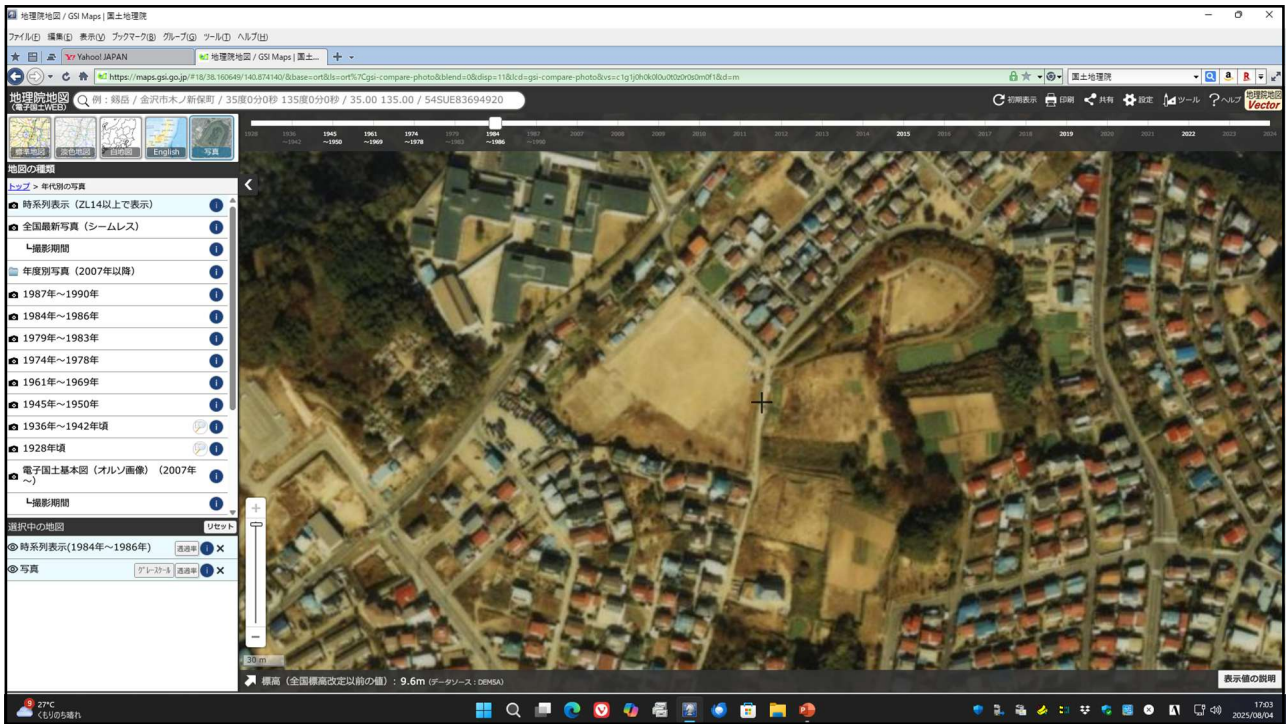 地理院地図 / GSI Maps | 国土地理院
ファイル(F) 編集(E) 表示(V) ブックマーク(B) グループ(G) ツール(T) ヘルプ(H)
Yahoo! JAPAN
地理院地図 / GSI Maps | 国土...
https://maps.gsi.go.jp/#18/38.160649/140.874140/&base=ort&ls=ort%7Cgsi-compare-photo&blend=0&disp=11&lcd=gsi-compare-photo&vs=c1g1j0h0k0l0u0t0z0r0s0m0f1&d=m
国土地理院
地理院地図
(電子国土WEB)
例:剱岳 / 金沢市木ノ新保町 / 35度0分0秒 135度0分0秒 / 35.00 135.00 / 54SUE83694920
初期表示 印刷 共有 設定 ツール ヘルプ
地理院地図
Vector
標準地図 淡色地図 白地図 English 写真
1928 1936 1945 1961 1974 1979 1984 1987 2007 2008 2009 2010 2011 2012 2013 2014 2015 2016 2017 2018 2019 2020 2021 2022 2023 2024
~1942 ~1950 ~1969 ~1978 ~1983 ~1986 ~1990
地図の種類
トップ > 年代別の写真
時系列表示(ZL14以上で表示)
全国最新写真(シームレス)
┗撮影期間
年度別写真(2007年以降)
1987年~1990年
1984年~1986年
1979年~1983年
1974年~1978年
1961年~1969年
1945年~1950年
1936年~1942年頃
1928年頃
電子国土基本図(オルソ画像)(2007年
~)
┗撮影期間
選択中の地図 リセット
時系列表示(1984年~1986年) 透過率
写真 グレースケール 透過率
30 m
標高(全国標高改定以前の値):9.6m (データソース:DEM5A)
表示値の説明
9
27°C
くもりのち晴れ
17:03
2025/08/04